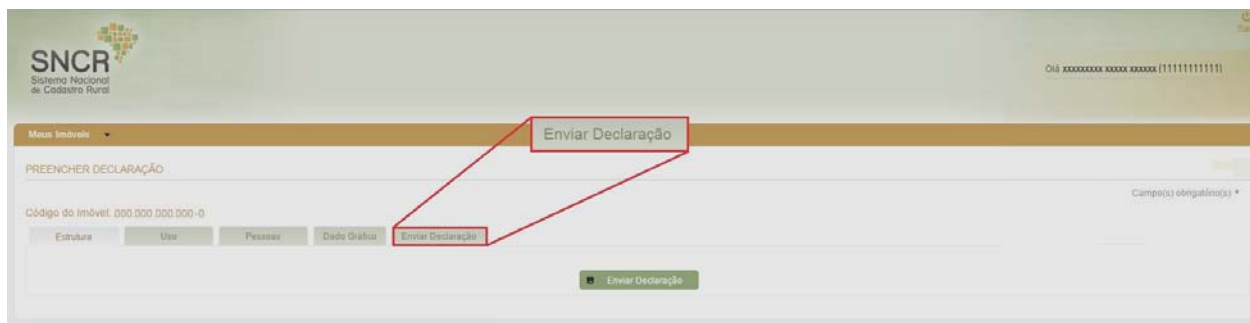 SNCR
Sistema Nacional
de Cadastro Rural
Olá xxxxxxxxx xxxxx xxxxxx (11111111111)
Meus Imóveis
Enviar Declaração
PREENCHER DECLARAÇÃO
Campo(s) obrigatório(s) *
Código do Imóvel: 000.000.000.000-0
Estrutura Uso Pessoas Dado Gráfico Enviar Declaração
Enviar Declaração